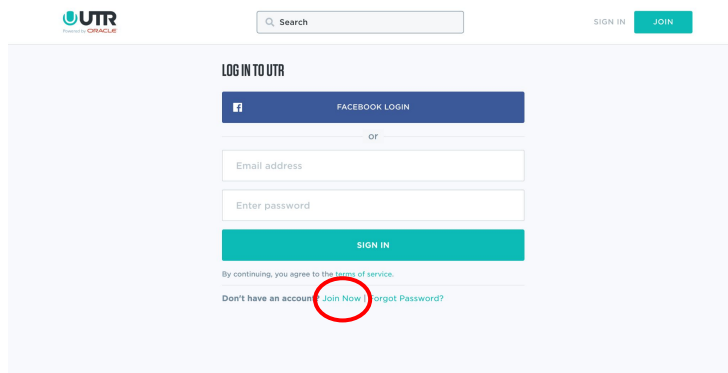 UTR
Powered by ORACLE
Search
SIGN IN
JOIN
LOG IN TO UTR
FACEBOOK LOGIN
or
Email address
Enter password
SIGN IN
By continuing, you agree to the terms of service.
Don't have an account? Join Now | Forgot Password?